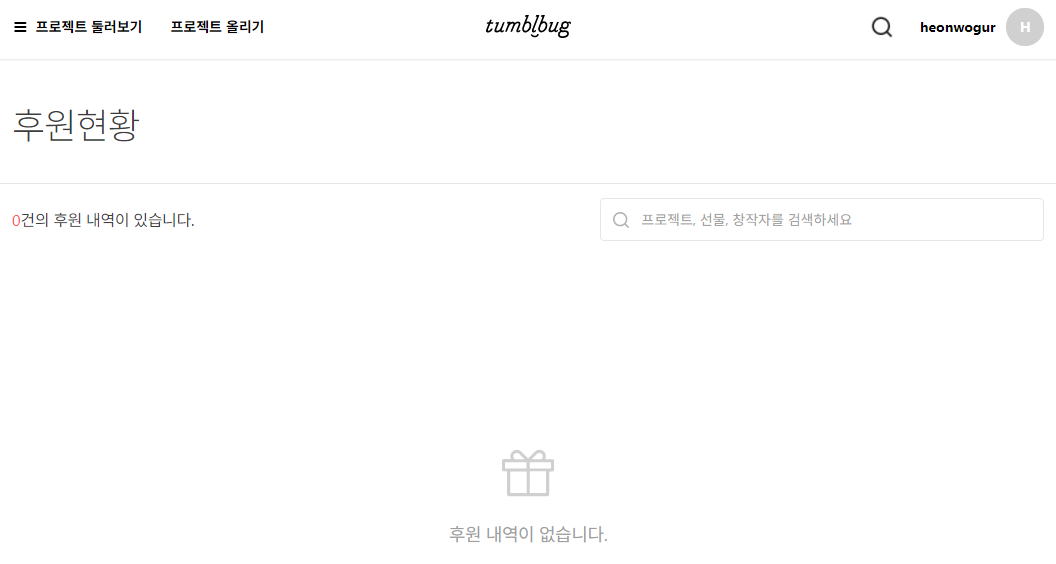 프로젝트 둘러보기 프로젝트 올리기 tumblbug heonwogur H
후원현황
0건의 후원 내역이 있습니다. 프로젝트, 선물, 창작자를 검색하세요
후원 내역이 없습니다.